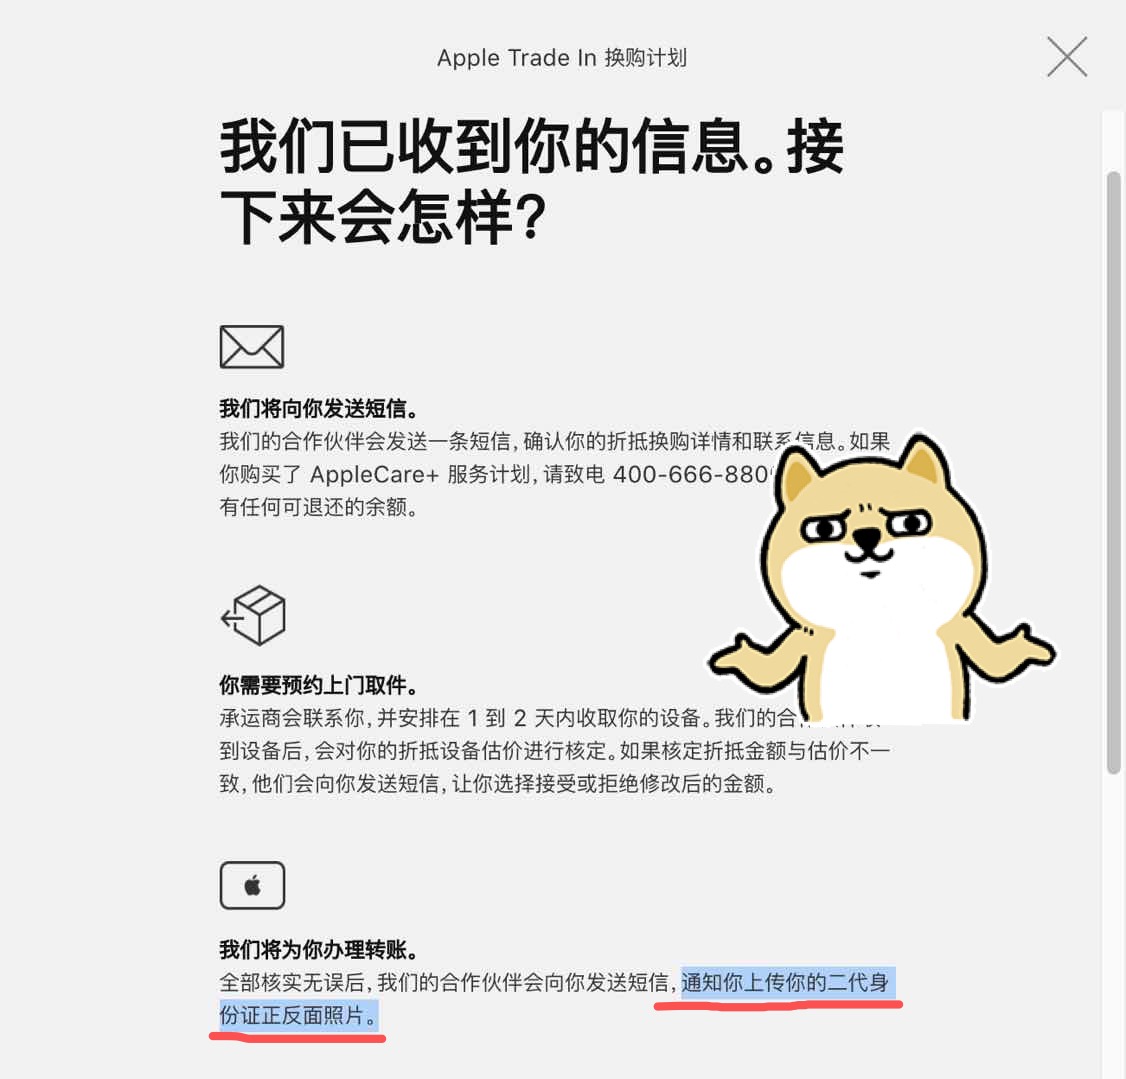 Apple Trade In 换购计划
我们已收到你的信息。接
下来会怎样?
我们将向你发送短信。
我们的合作伙伴会发送一条短信,确认你的折抵换购详情和联系信息。如果
你购买了 AppleCare+ 服务计划,请致电 400-666-880
有任何可退还的余额。
你需要预约上门取件。
承运商会联系你,并安排在 1 到 2 天内收取你的设备。我们的合
到设备后,会对你的折抵设备估价进行核定。如果核定折抵金额与估价不一
致,他们会向你发送短信,让你选择接受或拒绝修改后的金额。
我们将为你办理转账。
全部核实无误后,我们的合作伙伴会向你发送短信,通知你上传你的二代身
份证正反面照片。